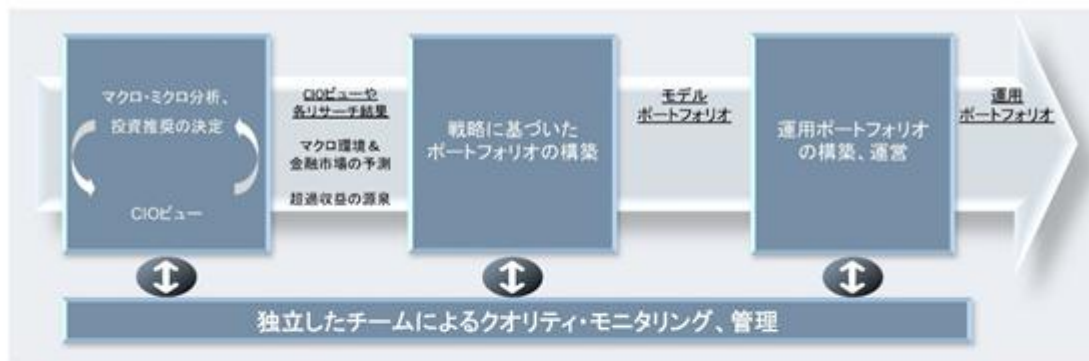 マクロ・ミクロ分析、
投資推奨の決定
CIOビュー
CIOビューや
各リサーチ結果
マクロ環境＆
金融市場の予測
超過収益の源泉
戦略に基づいた
ポートフォリオの構築
モデル
ポートフォリオ
運用ポートフォリオ
の構築、運営
運用
ポートフォリオ
独立したチームによるクオリティ・モニタリング、管理